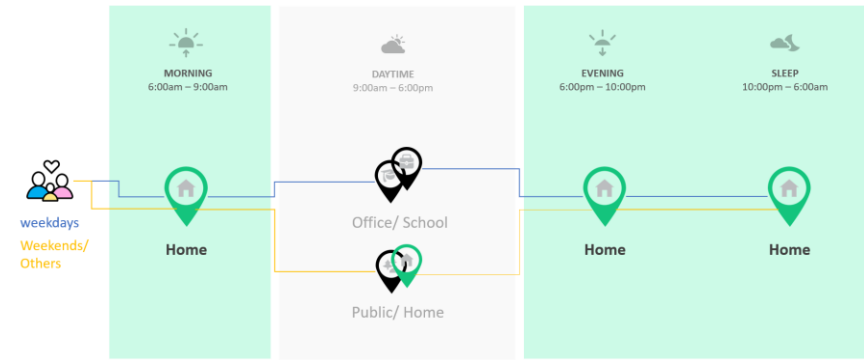 MORNING
6:00am – 9:00am
DAYTIME
9:00am – 6:00pm
EVENING
6:00pm – 10:00pm
SLEEP
10:00pm – 6:00am
weekdays
Weekends/
Others
Home
Office/ School
Public/ Home
Home
Home